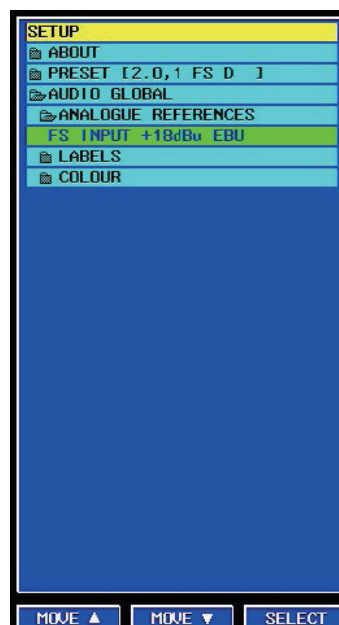 SETUP
ABOUT
PRESET [2.0,1 FS D ]
AUDIO GLOBAL
ANALOGUE REFERENCES
FS INPUT +18dBu EBU
LABELS
COLOUR
MOVE ▲ MOVE ▼ SELECT